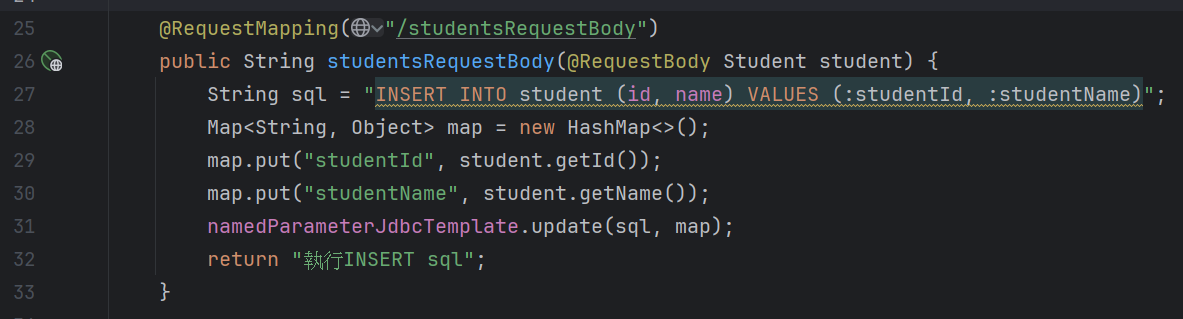 25 @RequestMapping("/studentsRequestBody")
26 public String studentsRequestBody(@RequestBody Student student) {
27 String sql = "INSERT INTO student (id, name) VALUES (:studentId, :studentName)";
28 Map<String, Object> map = new HashMap<>();
29 map.put("studentId", student.getId());
30 map.put("studentName", student.getName());
31 namedParameterJdbcTemplate.update(sql, map);
32 return "執行INSERT sql";
33 }